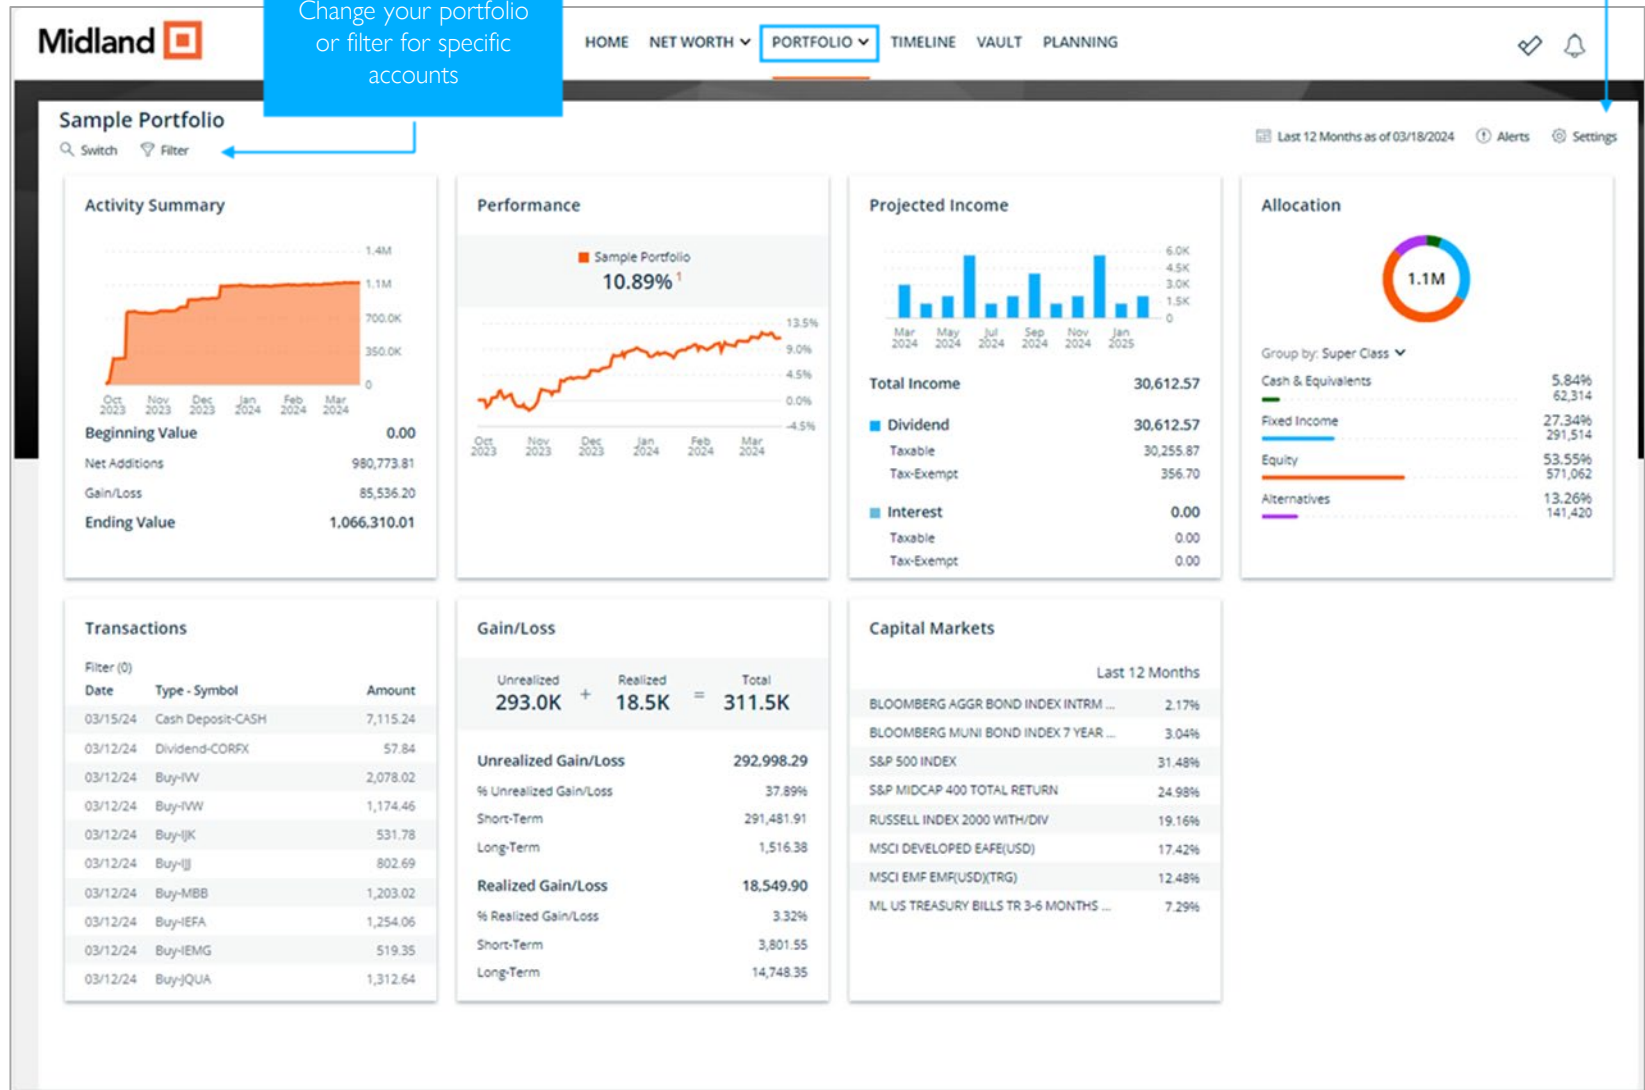 Change your portfolio
or filter for specific
accounts
Midland
HOME NET WORTH PORTFOLIO TIMELINE VAULT PLANNING
Sample Portfolio
Switch Filter
Last 12 Months as of 03/18/2024 Alerts Settings
Activity Summary
1.4M
1.1M
700.0K
350.0K
0
Oct 2023 Nov 2023 Dec 2023 Jan 2024 Feb 2024 Mar 2024
Beginning Value 0.00
Net Additions 980,773.81
Gain/Loss 85,536.20
Ending Value 1,066,310.01
Performance
Sample Portfolio
10.89% 1
13.5%
9.0%
4.5%
0.0%
-4.5%
Oct 2023 Nov 2023 Dec 2023 Jan 2024 Feb 2024 Mar 2024
Projected Income
6.0K
4.5K
3.0K
1.5K
0
Mar 2024 May 2024 Jul 2024 Sep 2024 Nov 2024 Jan 2025
Total Income 30,612.57
Dividend 30,612.57
Taxable 30,255.87
Tax-Exempt 356.70
Interest 0.00
Taxable 0.00
Tax-Exempt 0.00
Allocation
1.1M
Group by: Super Class
Cash & Equivalents 5.84%
62,314
Fixed Income 27.34%
291,514
Equity 53.55%
571,062
Alternatives 13.26%
141,420
Transactions
Filter (0)
Date Type - Symbol Amount
03/15/24 Cash Deposit-CASH 7,115.24
03/12/24 Dividend-CORFX 57.84
03/12/24 Buy-IVV 2,078.02
03/12/24 Buy-IVW 1,174.46
03/12/24 Buy-IJK 531.78
03/12/24 Buy-IJJ 802.69
03/12/24 Buy-MBB 1,203.02
03/12/24 Buy-IEFA 1,254.06
03/12/24 Buy-IEMG 519.35
03/12/24 Buy-JQUA 1,312.64
Gain/Loss
Unrealized Realized Total
293.0K + 18.5K = 311.5K
Unrealized Gain/Loss 292,998.29
% Unrealized Gain/Loss 37.89%
Short-Term 291,481.91
Long-Term 1,516.38
Realized Gain/Loss 18,549.90
% Realized Gain/Loss 3.32%
Short-Term 3,801.55
Long-Term 14,748.35
Capital Markets
Last 12 Months
BLOOMBERG AGGR BOND INDEX INTRM ... 2.17%
BLOOMBERG MUNI BOND INDEX 7 YEAR ... 3.04%
S&P 500 INDEX 31.48%
S&P MIDCAP 400 TOTAL RETURN 24.98%
RUSSELL INDEX 2000 WITH/DIV 19.16%
MSCI DEVELOPED EAFE(USD) 17.42%
MSCI EMF EMF(USD)(TRG) 12.48%
ML US TREASURY BILLS TR 3-6 MONTHS ... 7.29%